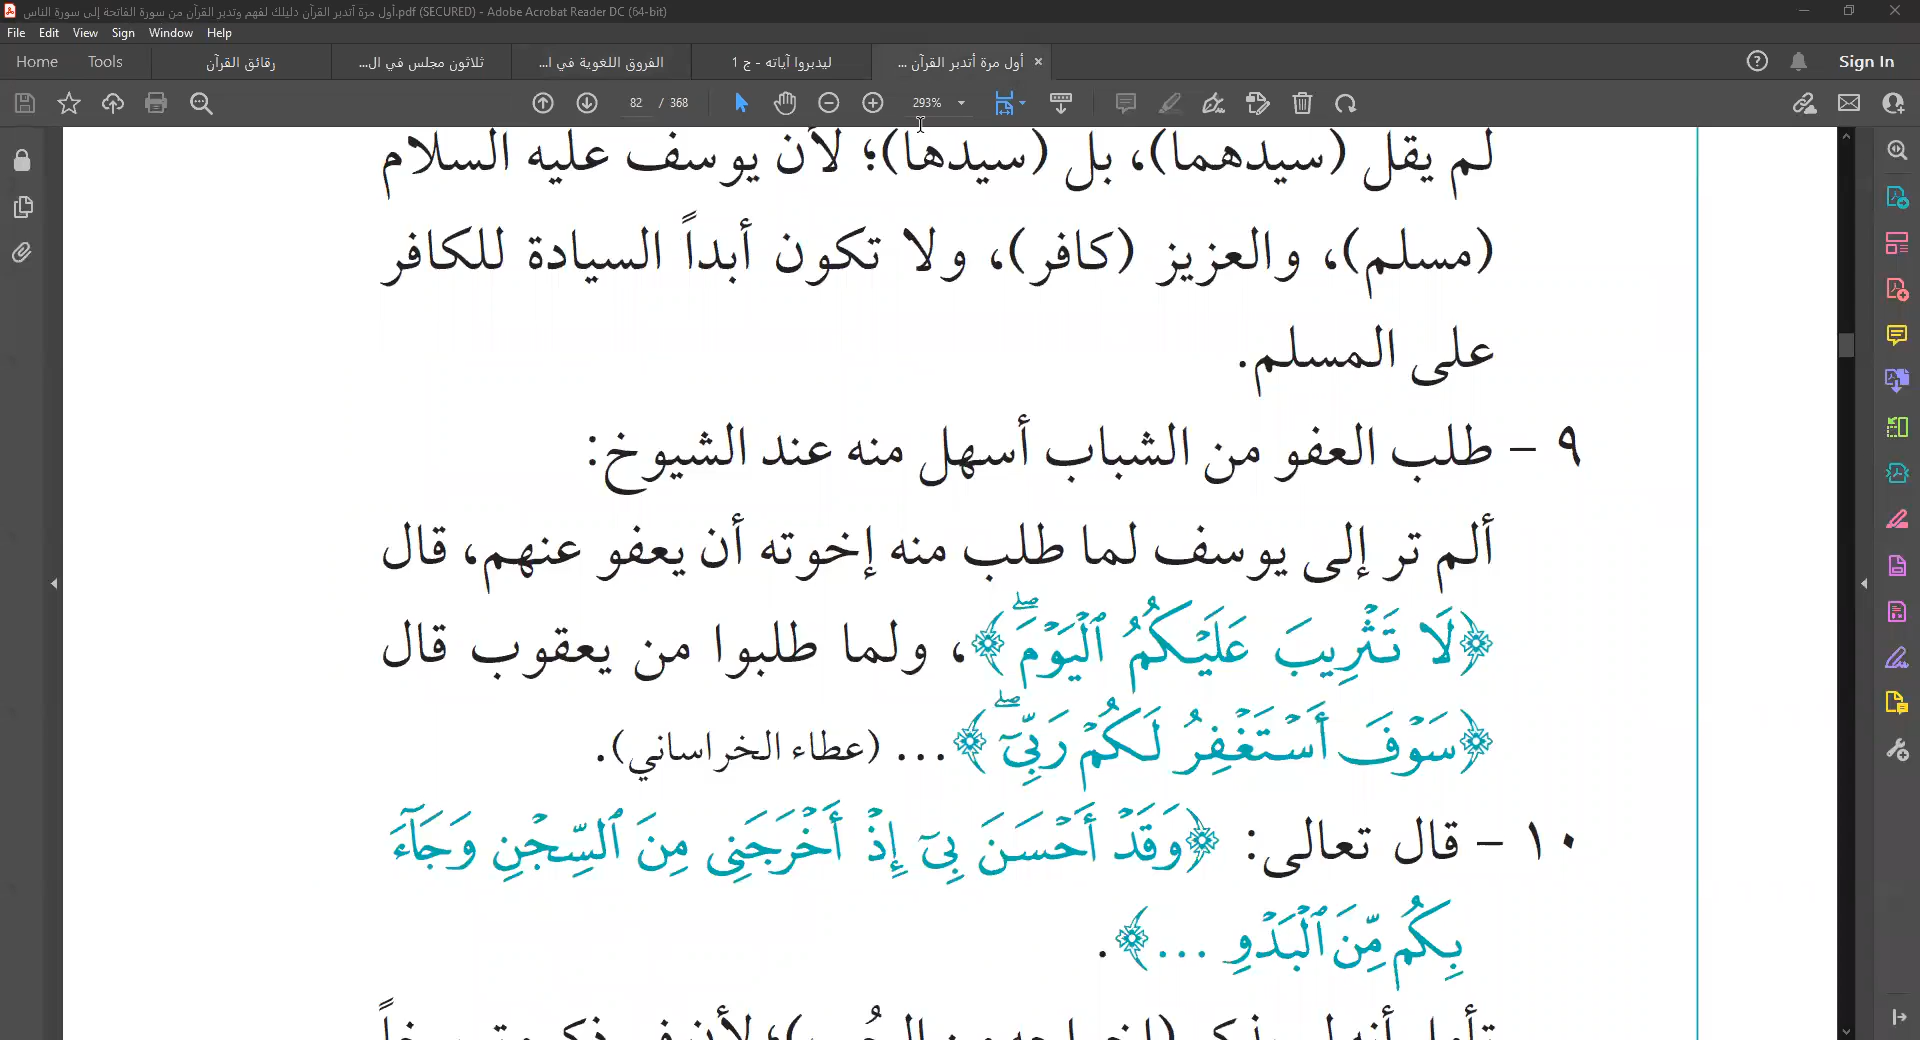 أول مرة أتدبر القرآن دليلك لفهم وتدبر القرآن من سورة الفاتحة إلى سورة الناس.pdf (SECURED) - Adobe Acrobat Reader DC (64-bit)
File Edit View Sign Window Help
Home Tools رقائق القرآن ثلاثون مجلس في ال... الفروق اللغوية في ا... ليدبروا آياته - ج 1 أول مرة أتدبر القرآن ... × Sign In
82 / 368 293%
لم يقل (سيدهما)، بل (سيدها)؛ لأن يوسف عليه السلام
(مسلم)، والعزيز (كافر)، ولا تكون أبداً السيادة للكافر
على المسلم.
٩ – طلب العفو من الشباب أسهل منه عند الشيوخ:
ألم تر إلى يوسف لما طلب منه إخوته أن يعفو عنهم، قال
﴿لَا تَثْرِيبَ عَلَيْكُمُ ٱلْيَوْمَۖ﴾، ولما طلبوا من يعقوب قال
﴿سَوْفَ أَسْتَغْفِرُ لَكُمْ رَبِّيٓۖ﴾... (عطاء الخراساني).
١٠ – قال تعالى: ﴿وَقَدْ أَحْسَنَ بِيٓ إِذْ أَخْرَجَنِي مِنَ ٱلسِّجْنِ وَجَآءَ
بِكُم مِّنَ ٱلْبَدْوِ ...﴾.